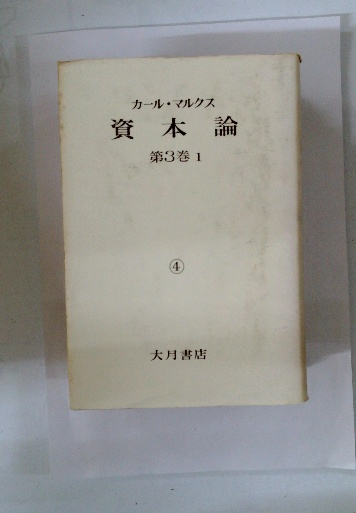 カール・マルクス
資本論
第3巻 1
④
大月書店